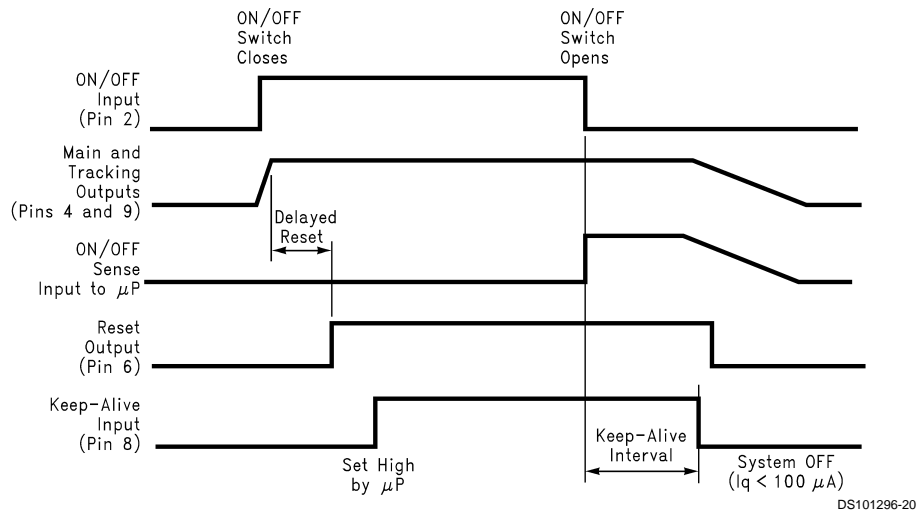 ON/OFF
Switch
Closes
ON/OFF
Switch
Opens
ON/OFF
Input
(Pin 2)
Main and
Tracking
Outputs
(Pins 4 and 9)
Delayed
Reset
ON/OFF
Sense
Input to μP
Reset
Output
(Pin 6)
Keep-Alive
Input
(Pin 8)
Set High
by μP
Keep-Alive
Interval
System OFF
(Iq < 100 μA)
DS101296-20